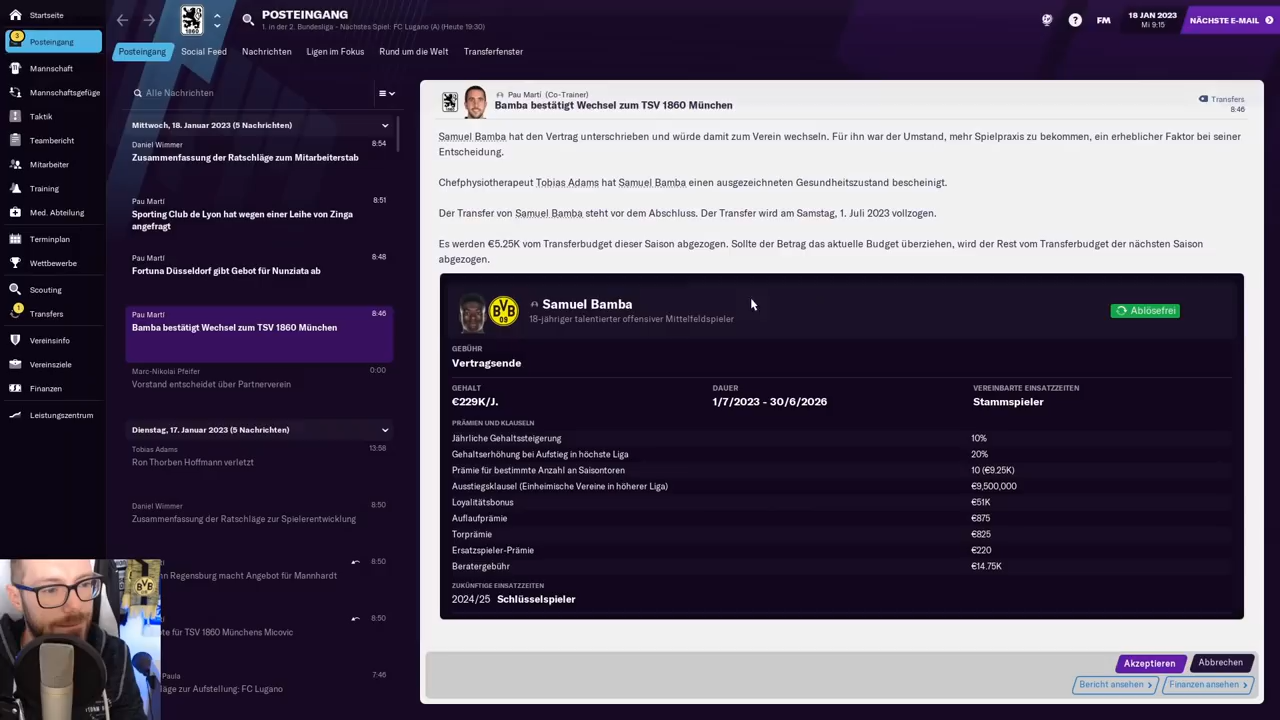 Startseite
3
Posteingang
Mannschaft
Mannschaftsgefüge
Taktik
Teambericht
Mitarbeiter
Training
Med. Abteilung
Terminplan
Wettbewerbe
Scouting
1
Transfers
Vereinsinfo
Vereinsziele
Finanzen
Leistungszentrum
1860
POSTEINGANG
1. in der 2. Bundesliga - Nächstes Spiel: FC Lugano (A) (Heute 19:30)
?
FM
18 JAN 2023
Mi 9:15
NÄCHSTE E-MAIL
Posteingang
Social Feed
Nachrichten
Ligen im Fokus
Rund um die Welt
Transferfenster
Alle Nachrichten
Mittwoch, 18. Januar 2023 (5 Nachrichten)
Daniel Wimmer
8:54
Zusammenfassung der Ratschläge zum Mitarbeiterstab
Pau Martí
8:51
Sporting Club de Lyon hat wegen einer Leihe von Zinga
angefragt
Pau Martí
8:48
Fortuna Düsseldorf gibt Gebot für Nunziata ab
Pau Martí
8:46
Bamba bestätigt Wechsel zum TSV 1860 München
Marc-Nikolai Pfeifer
0:00
Vorstand entscheidet über Partnerverein
Dienstag, 17. Januar 2023 (5 Nachrichten)
Tobias Adams
13:58
Ron Thorben Hoffmann verletzt
Daniel Wimmer
8:50
Zusammenfassung der Ratschläge zur Spielerentwicklung
8:50
Regensburg macht Angebot für Mannhardt
8:50
für TSV 1860 Münchens Micovic
Paula
7:46
zur Aufstellung: FC Lugano
1860
Pau Martí (Co-Trainer)
Bamba bestätigt Wechsel zum TSV 1860 München
Transfers
8:46
Samuel Bamba hat den Vertrag unterschrieben und würde damit zum Verein wechseln. Für ihn war der Umstand, mehr Spielpraxis zu bekommen, ein erheblicher Faktor bei seiner
Entscheidung.
Chefphysiotherapeut Tobias Adams hat Samuel Bamba einen ausgezeichneten Gesundheitszustand bescheinigt.
Der Transfer von Samuel Bamba steht vor dem Abschluss. Der Transfer wird am Samstag, 1. Juli 2023 vollzogen.
Es werden €5.25K vom Transferbudget dieser Saison abgezogen. Sollte der Betrag das aktuelle Budget überziehen, wird der Rest vom Transferbudget der nächsten Saison
abgezogen.
BVB
09
Samuel Bamba
18-jähriger talentierter offensiver Mittelfeldspieler
Ablösefrei
GEBÜHR
Vertragsende
GEHALT
DAUER
VEREINBARTE EINSATZZEITEN
€229K/J.
1/7/2023 - 30/6/2026
Stammspieler
PRÄMIEN UND KLAUSELN
Jährliche Gehaltssteigerung
10%
Gehaltserhöhung bei Aufstieg in höchste Liga
20%
Prämie für bestimmte Anzahl an Saisontoren
10 (€9.25K)
Ausstiegsklausel (Einheimische Vereine in höherer Liga)
€9,500,000
Loyalitätsbonus
€51K
Auflaufprämie
€875
Torprämie
€825
Ersatzspieler-Prämie
€220
Beratergebühr
€14.75K
ZUKÜNFTIGE EINSATZZEITEN
2024/25 Schlüsselspieler
Akzeptieren
Abbrechen
Bericht ansehen
Finanzen ansehen
BVB